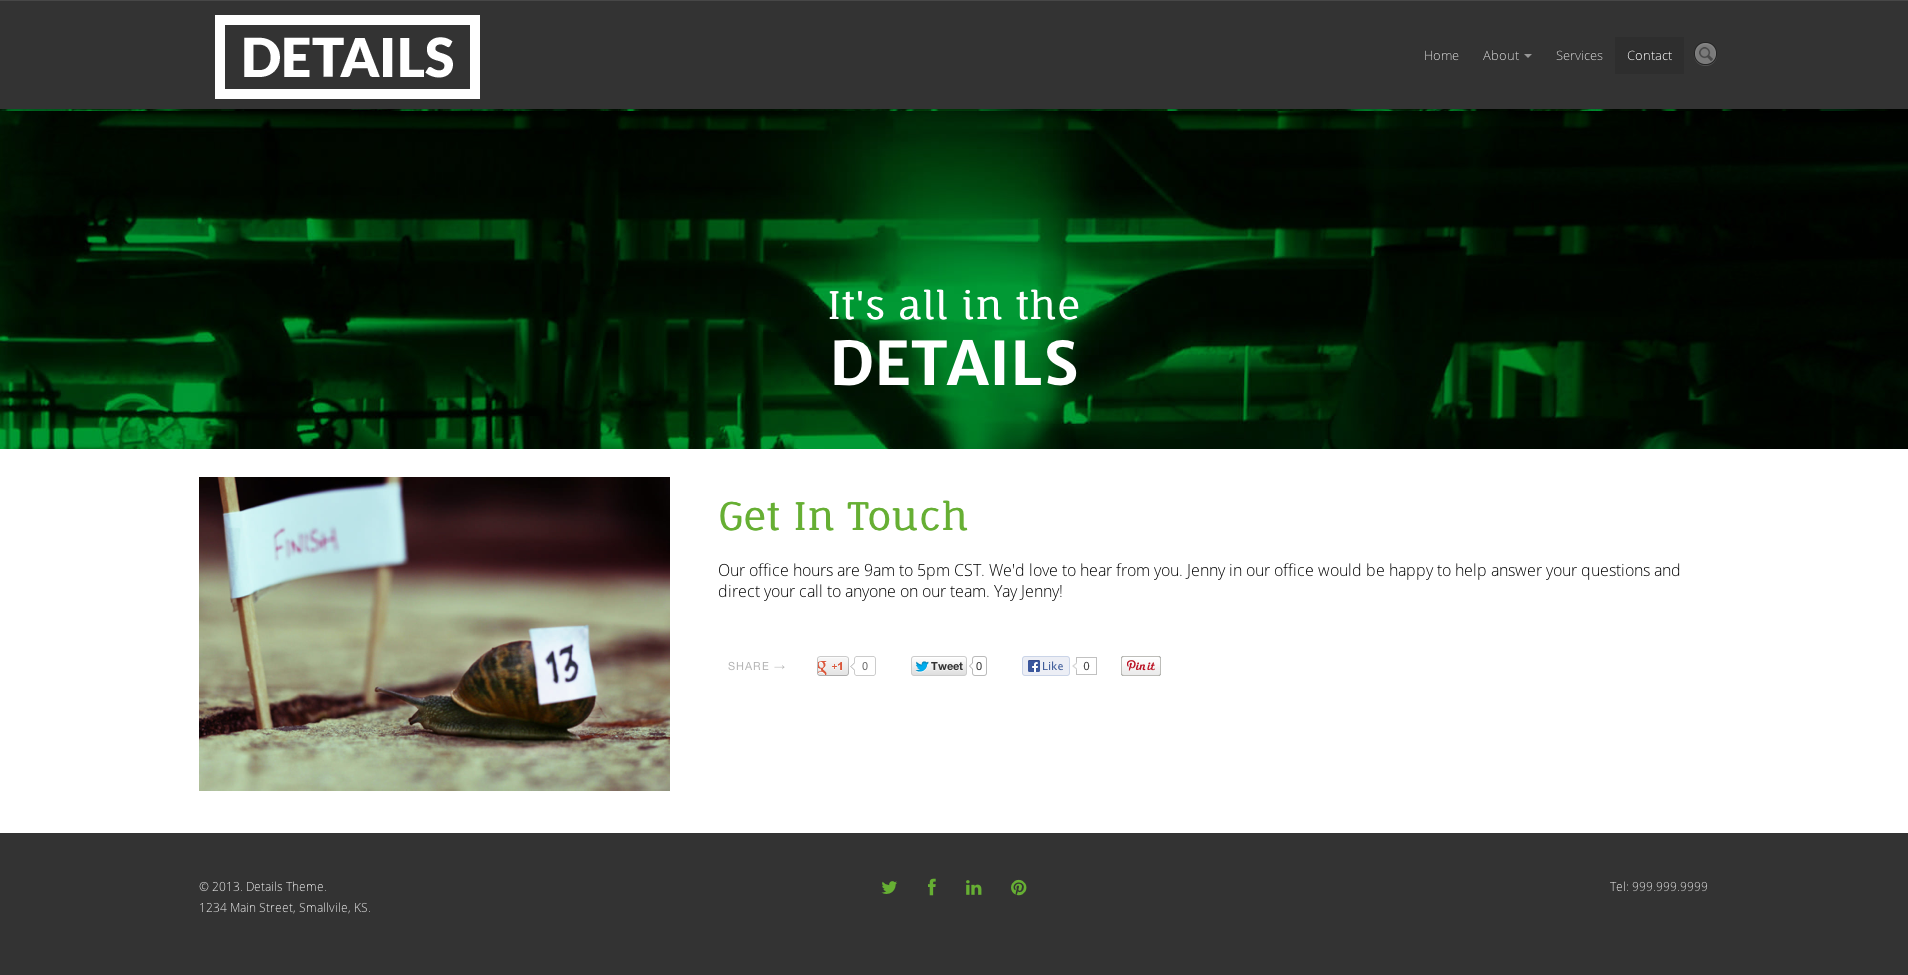 DETAILS
Home
About
Services
Contact
It's all in the
DETAILS
FINISH
13
Get In Touch
Our office hours are 9am to 5pm CST. We'd love to hear from you. Jenny in our office would be happy to help answer your questions and
direct your call to anyone on our team. Yay Jenny!
SHARE →
g +1 0
Tweet 0
Like 0
Pin it
© 2013. Details Theme.
1234 Main Street, Smallvile, KS.
Tel: 999.999.9999